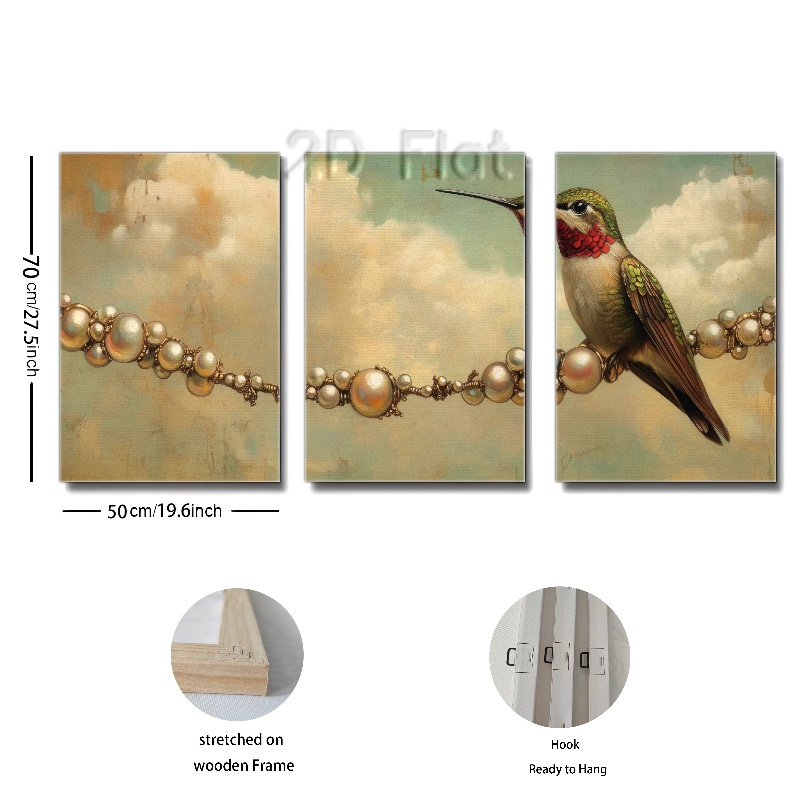 2D Flat
70 cm/27.5inch
50 cm/19.6inch
stretched on
wooden Frame
Hook
Ready to Hang